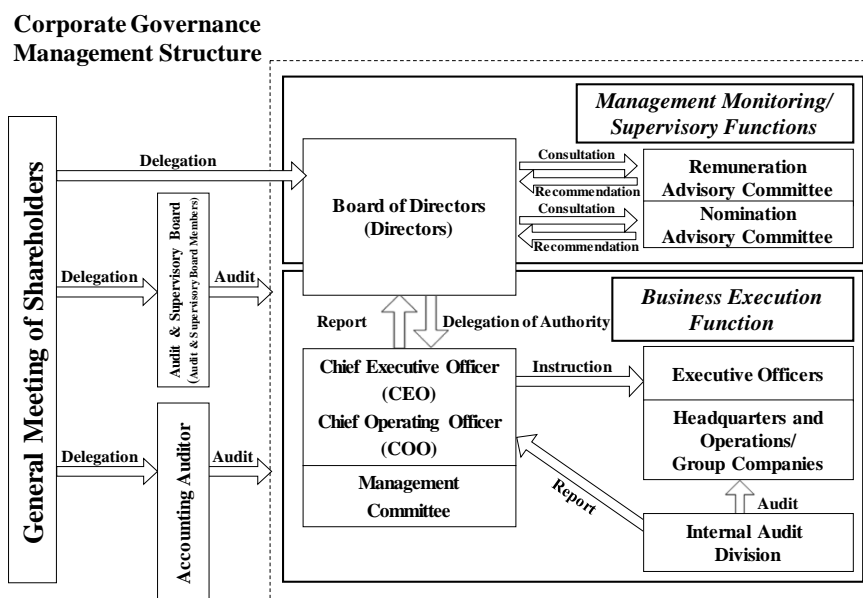 Corporate Governance
Management Structure
Management Monitoring/
Supervisory Functions
General Meeting of Shareholders
Delegation
Board of Directors
(Directors)
Consultation
Recommendation
Remuneration
Advisory Committee
Consultation
Recommendation
Nomination
Advisory Committee
Delegation
Audit & Supervisory Board
(Audit & Supervisory Board Members)
Audit
Business Execution
Function
Report
Delegation of Authority
Chief Executive Officer
(CEO)
Chief Operating Officer
(COO)
Management
Committee
Instruction
Executive Officers
Headquarters and
Operations/
Group Companies
Delegation
Accounting Auditor
Audit
Report
Audit
Internal Audit
Division